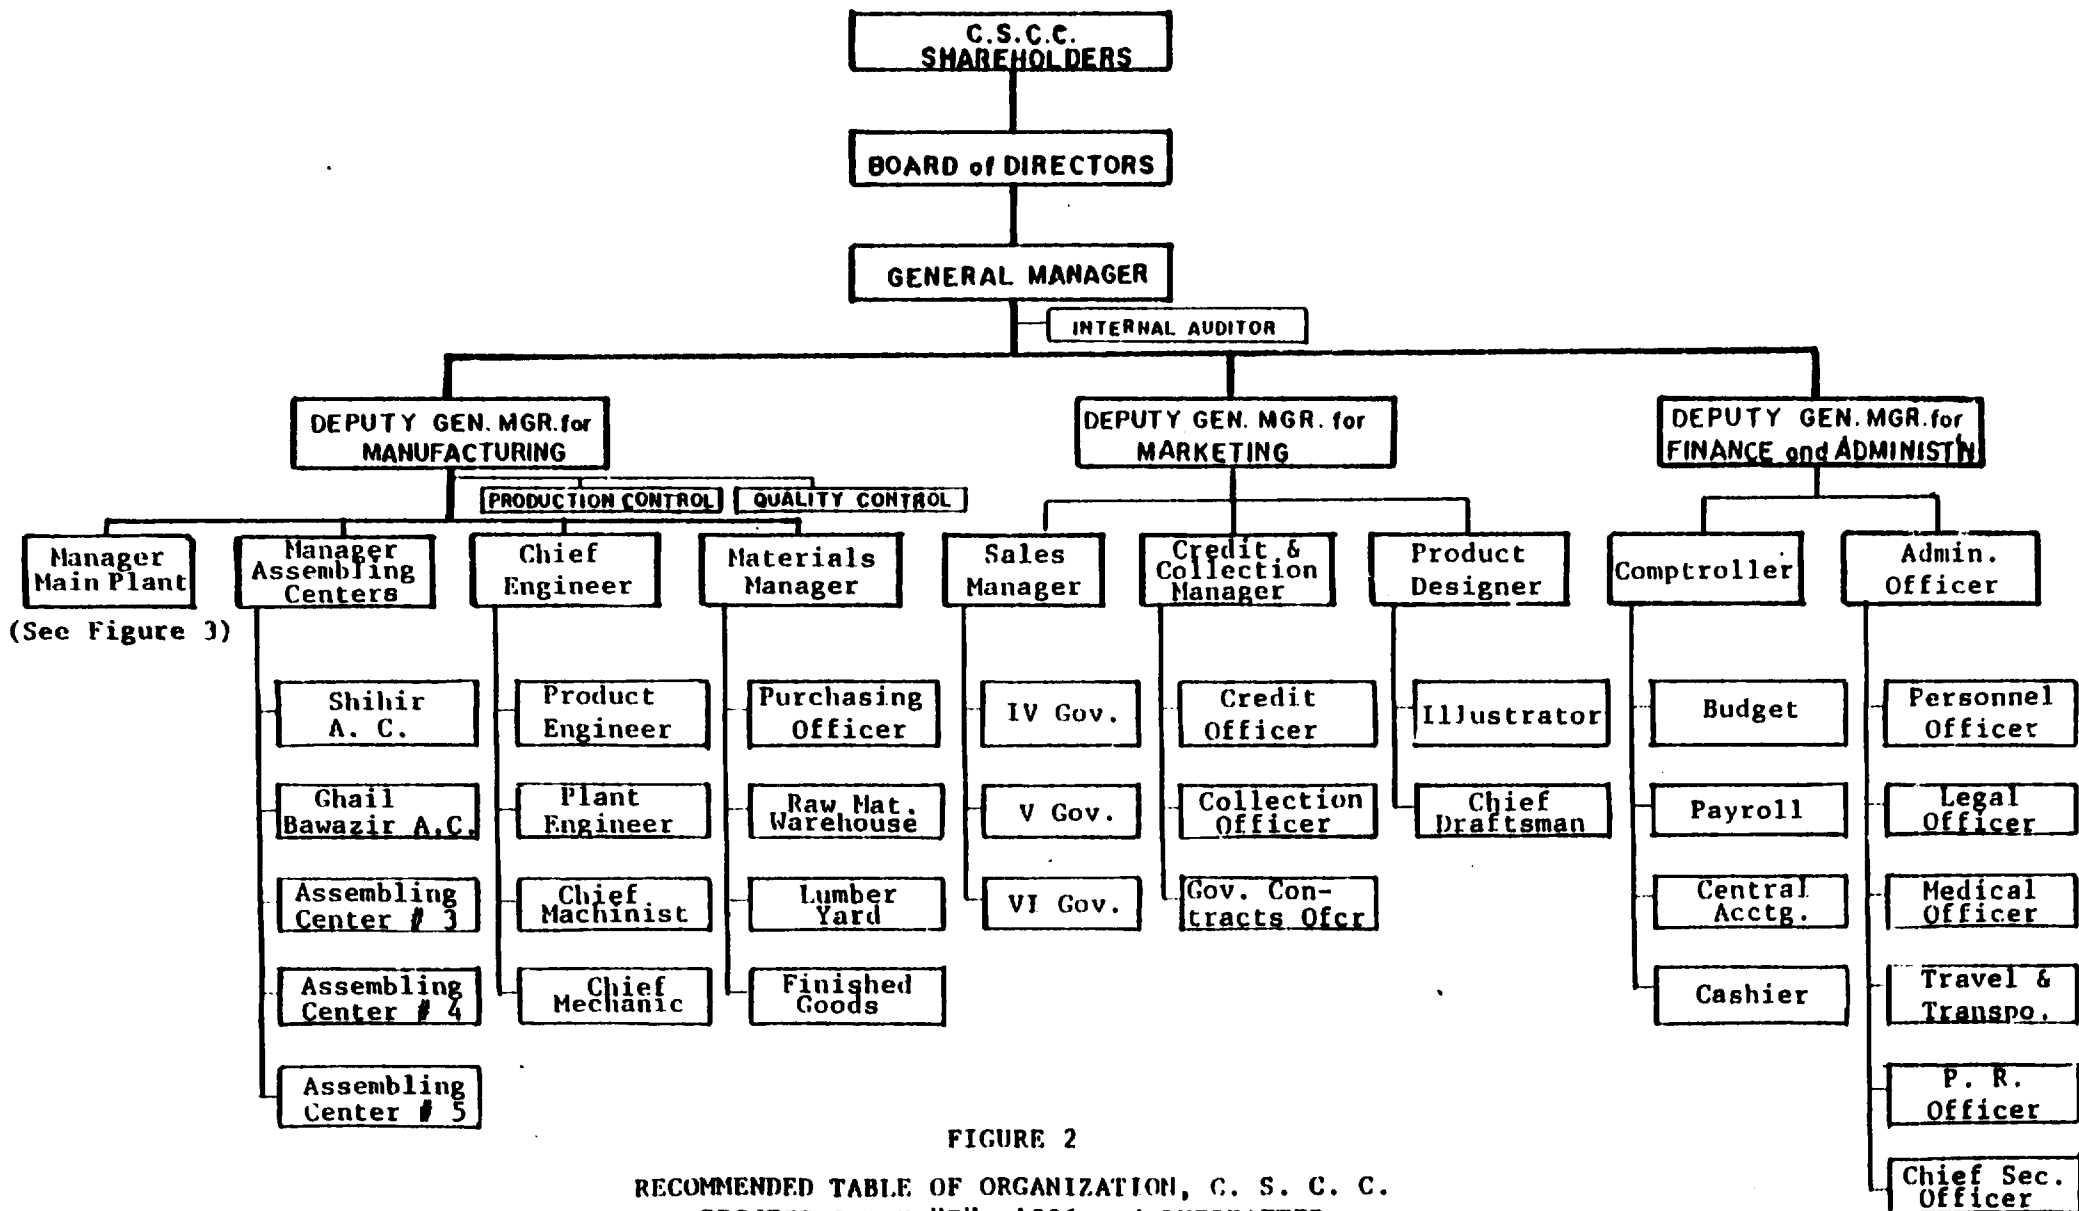 C.S.C.C.
SHAREHOLDERS
BOARD of DIRECTORS
GENERAL MANAGER
INTERNAL AUDITOR
DEPUTY GEN. MGR. for
MANUFACTURING
DEPUTY GEN. MGR. for
MARKETING
DEPUTY GEN. MGR. for
FINANCE and ADMINIST'N
PRODUCTION CONTROL
QUALITY CONTROL
Manager
Main Plant
(See Figure 3)
Manager
Assembling
Centers
Chief
Engineer
Materials
Manager
Sales
Manager
Credit &
Collection
Manager
Product
Designer
Comptroller
Admin.
Officer
Shihir
A. C.
Ghail
Bawazir A.C.
Assembling
Center # 3
Assembling
Center # 4
Assembling
Center # 5
Product
Engineer
Plant
Engineer
Chief
Machinist
Chief
Mechanic
Purchasing
Officer
Raw Mat.
Warehouse
Lumber
Yard
Finished
Goods
IV Gov.
V Gov.
VI Gov.
Credit
Officer
Collection
Officer
Gov. Con-
tracts Ofcr
Illustrator
Chief
Draftsman
Budget
Payroll
Central
Acctg.
Cashier
Personnel
Officer
Legal
Officer
Medical
Officer
Travel &
Transpo.
P. R.
Officer
Chief Sec.
Officer
FIGURE 2
RECOMMENDED TABLE OF ORGANIZATION, C. S. C. C.